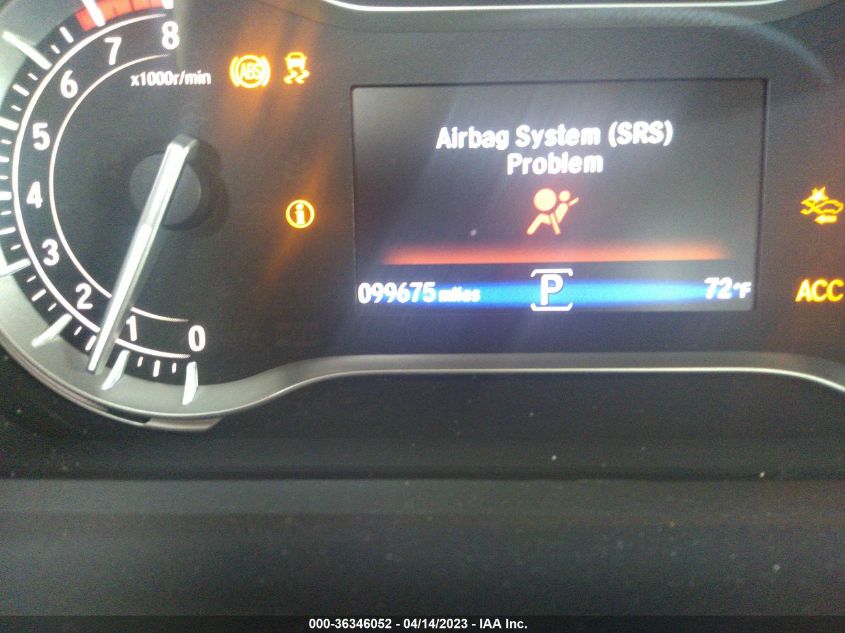 8
7
x1000r/min
ABS
6
5
Airbag System (SRS)
Problem
4
i
3
2
099675 miles P 72°F
ACC
1
0
000-36346052 - 04/14/2023 - IAA Inc.